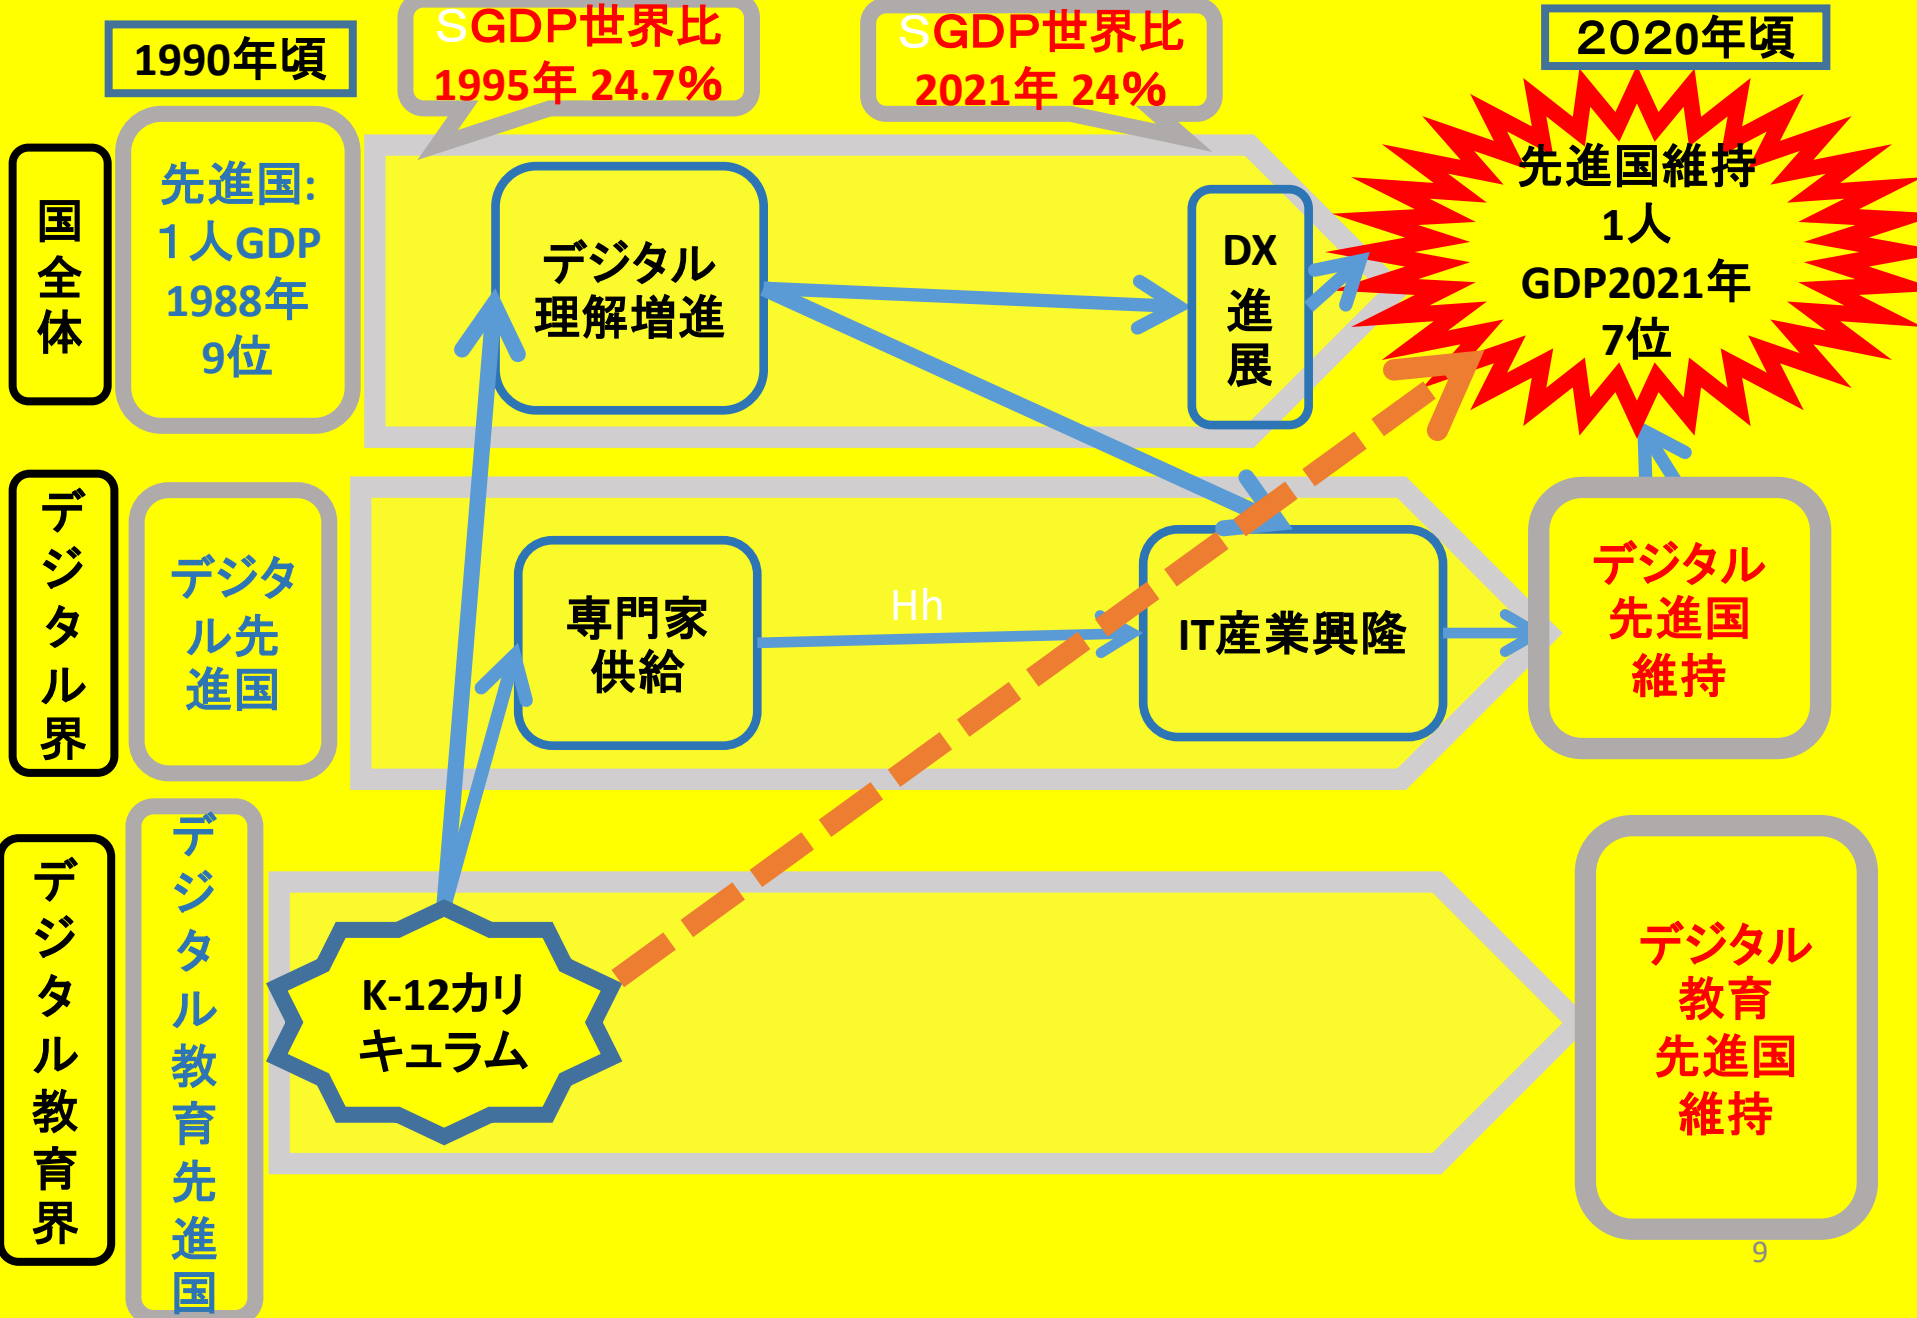 1990年頃
SGDP世界比
1995年 24.7%
SGDP世界比
2021年 24%
２０２0年頃
国
全
体
先進国:
１人GDP
1988年
9位
デジタル
理解増進
DX
進
展
先進国維持
1人
GDP2021年
7位
デ
ジ
タ
ル
界
デジタ
ル先
進国
専門家
供給
Hh
IT産業興隆
デジタル
先進国
維持
デ
ジ
タ
ル
教
育
界
デ
ジ
タ
ル
教
育
先
進
国
K-12カリ
キュラム
デジタル
教育
先進国
維持
9